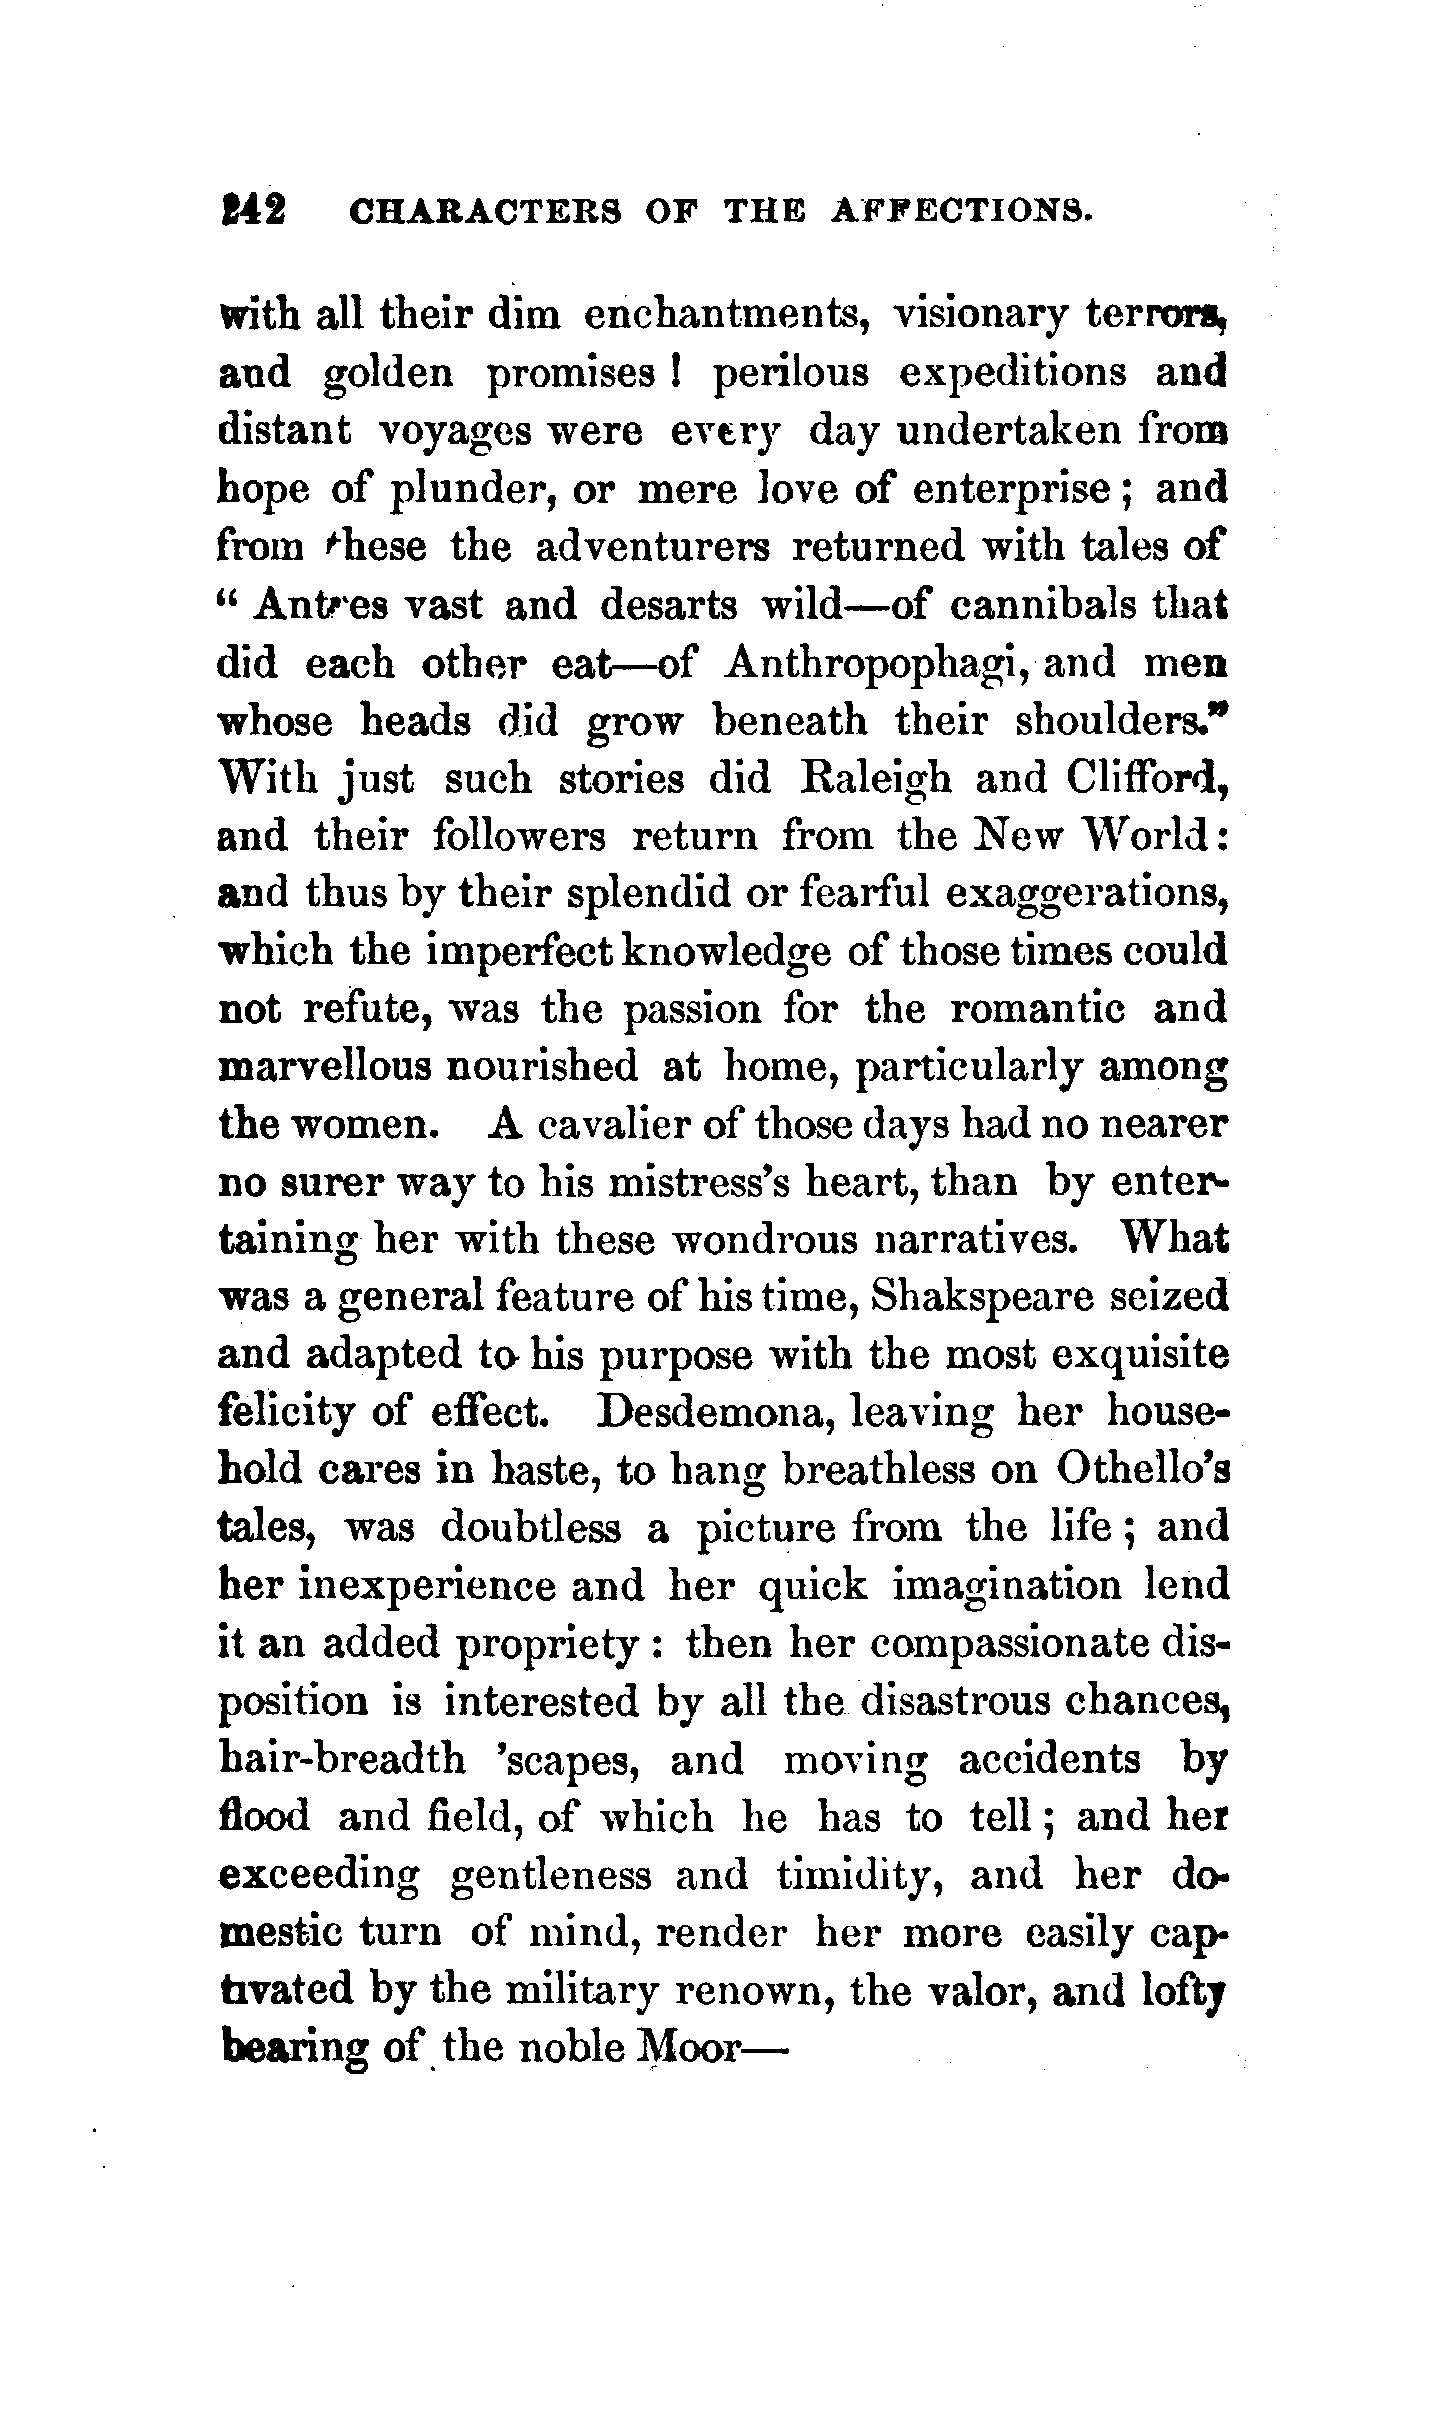 242 CHARACTERS OF THE AFFECTIONS.
with all their dim enchantments, visionary terrors,
and golden promises! perilous expeditions and
distant voyages were every day undertaken from
hope of plunder, or mere love of enterprise; and
from these the adventurers returned with tales of
“ Antres vast and desarts wild—of cannibals that
did each other eat—of Anthropophagi, and men
whose heads did grow beneath their shoulders.”
With just such stories did Raleigh and Clifford,
and their followers return from the New World:
and thus by their splendid or fearful exaggerations,
which the imperfect knowledge of those times could
not refute, was the passion for the romantic and
marvellous nourished at home, particularly among
the women. A cavalier of those days had no nearer
no surer way to his mistress's heart, than by enter-
taining her with these wondrous narratives. What
was a general feature of his time, Shakspeare seized
and adapted to his purpose with the most exquisite
felicity of effect. Desdemona, leaving her house-
hold cares in haste, to hang breathless on Othello's
tales, was doubtless a picture from the life; and
her inexperience and her quick imagination lend
it an added propriety: then her compassionate dis-
position is interested by all the disastrous chances,
hair-breadth 'scapes, and moving accidents by
flood and field, of which he has to tell; and her
exceeding gentleness and timidity, and her do-
mestic turn of mind, render her more easily cap-
tivated by the military renown, the valor, and lofty
bearing of the noble Moor—